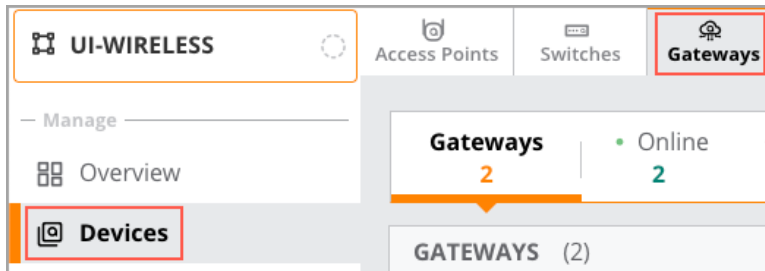 UI-WIRELESS
Access Points
Switches
Gateways
Manage
Overview
Devices
Gateways
2
Online
2
GATEWAYS (2)